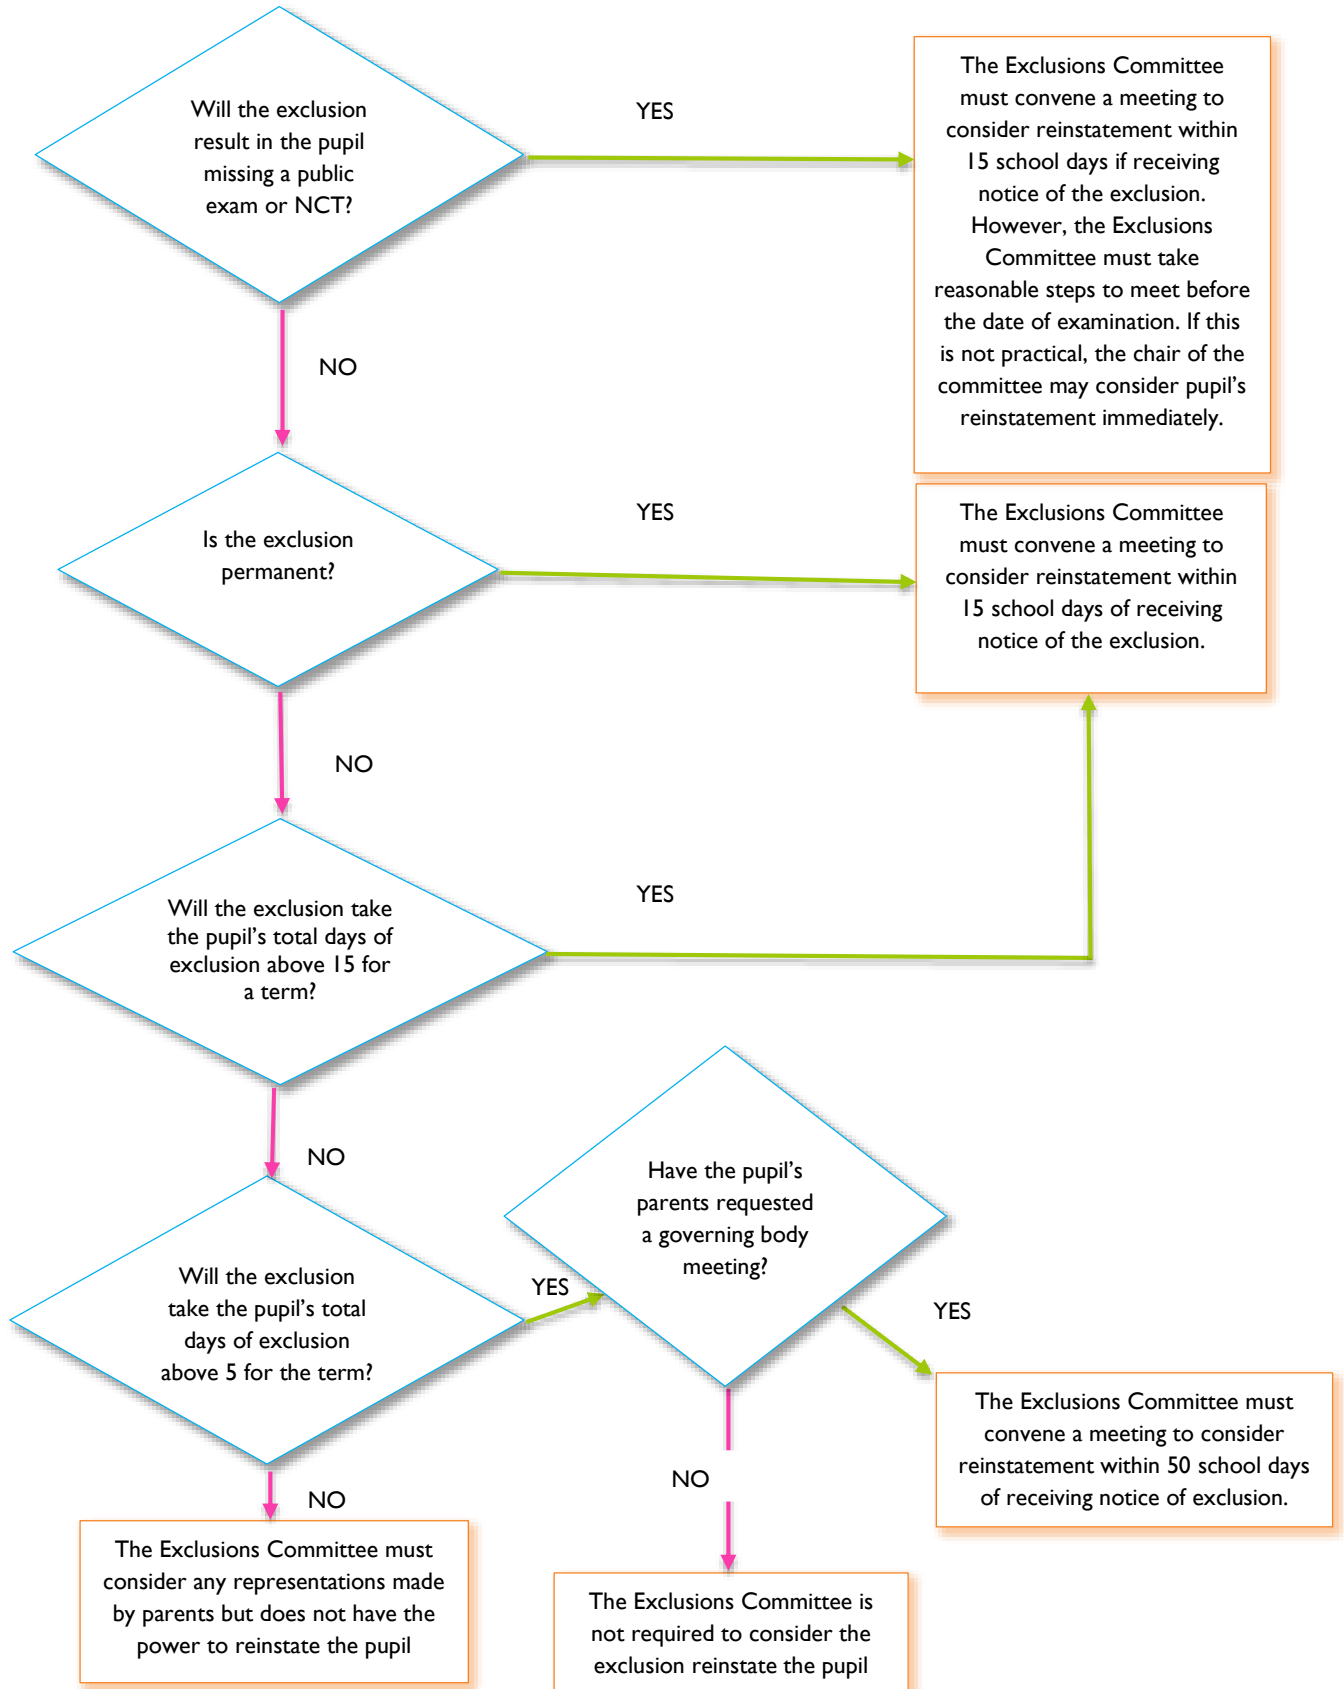 Will the exclusion
result in the pupil
missing a public
exam or NCT?
YES
The Exclusions Committee
must convene a meeting to
consider reinstatement within
15 school days if receiving
notice of the exclusion.
However, the Exclusions
Committee must take
reasonable steps to meet before
the date of examination. If this
is not practical, the chair of the
committee may consider pupil’s
reinstatement immediately.
NO
Is the exclusion
permanent?
YES
The Exclusions Committee
must convene a meeting to
consider reinstatement within
15 school days of receiving
notice of the exclusion.
NO
Will the exclusion take
the pupil’s total days of
exclusion above 15 for
a term?
YES
NO
Will the exclusion
take the pupil’s total
days of exclusion
above 5 for the term?
YES
Have the pupil’s
parents requested
a governing body
meeting?
YES
The Exclusions Committee must
convene a meeting to consider
reinstatement within 50 school days
of receiving notice of exclusion.
NO
NO
The Exclusions Committee must
consider any representations made
by parents but does not have the
power to reinstate the pupil
The Exclusions Committee is
not required to consider the
exclusion reinstate the pupil